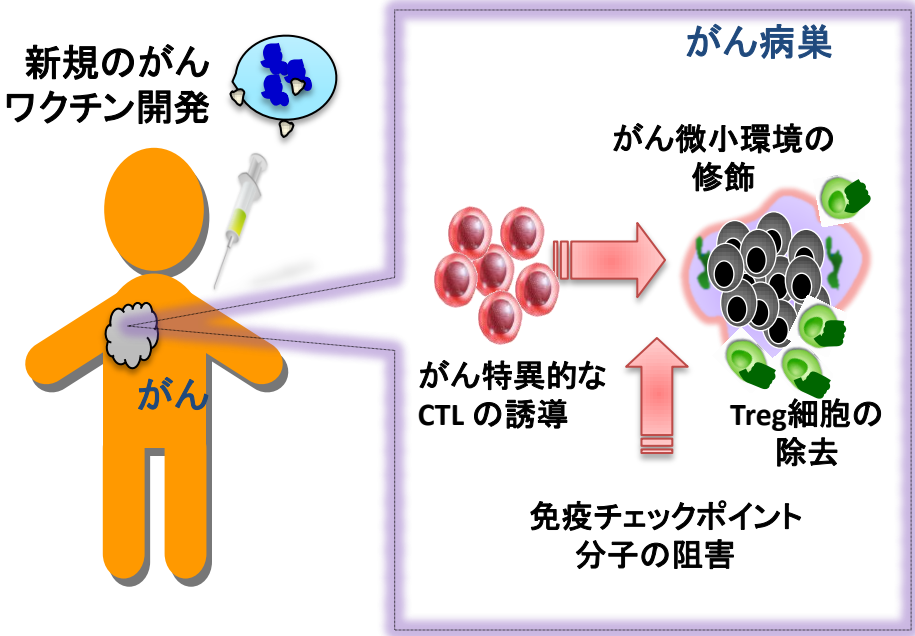 新規のがん
ワクチン開発
がん
がん病巣
がん微小環境の
修飾
がん特異的な
CTL の誘導
Treg細胞の
除去
免疫チェックポイント
分子の阻害